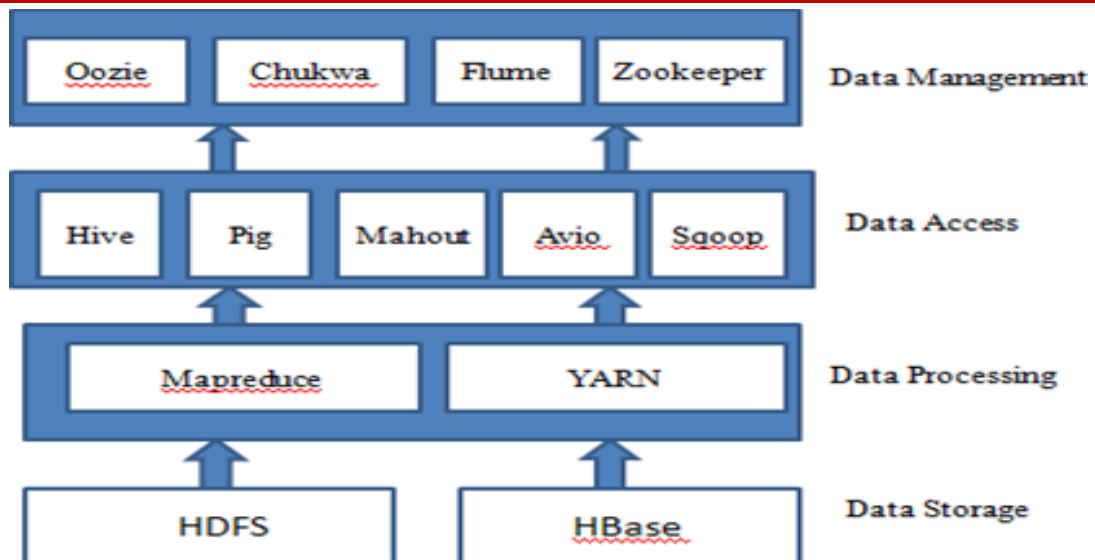 Oozie Chukwa Flume Zookeeper Data Management
Hive Pig Mahout Avio Sqoop Data Access
Mapreduce YARN Data Processing
HDFS HBase Data Storage